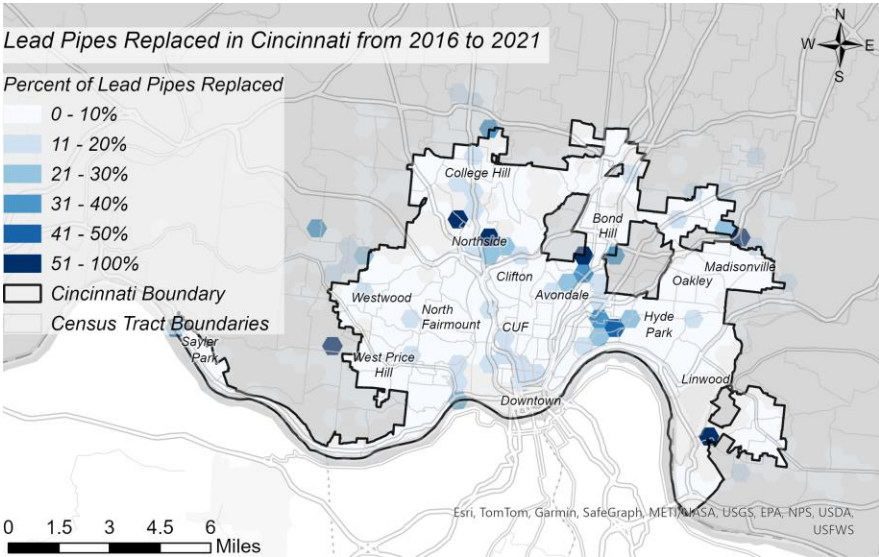 Lead Pipes Replaced in Cincinnati from 2016 to 2021
N
W E
S
Percent of Lead Pipes Replaced
0 - 10%
11 - 20%
21 - 30%
31 - 40%
41 - 50%
51 - 100%
Cincinnati Boundary
Census Tract Boundaries
College Hill
Bond
Hill
Northside
Clifton
Madisonville
Oakley
Westwood
Avondale
North
Fairmount
Hyde
Park
CUF
Sayler
Park
West Price
Hill
Linwood
Downtown
Esri, TomTom, Garmin, SafeGraph, METI/NASA, USGS, EPA, NPS, USDA,
USFWS
0 1.5 3 4.5 6
Miles